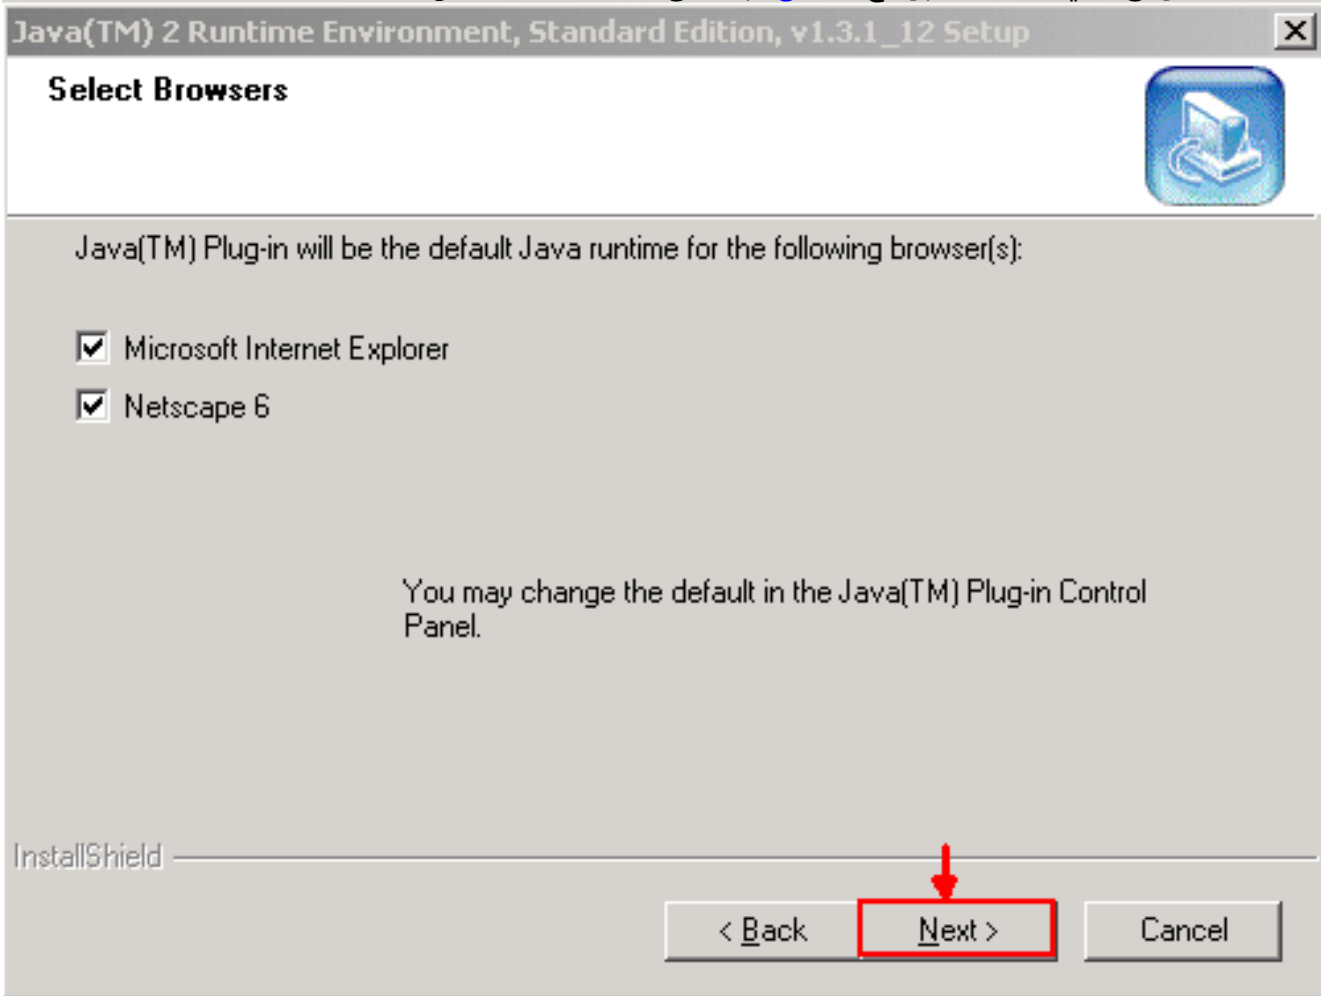 Java(TM) 2 Runtime Environment, Standard Edition, v1.3.1_12 Setup
Select Browsers
Java(TM) Plug-in will be the default Java runtime for the following browser(s):
Microsoft Internet Explorer
Netscape 6
You may change the default in the Java(TM) Plug-in Control
Panel.
InstallShield
< Back
Next >
Cancel